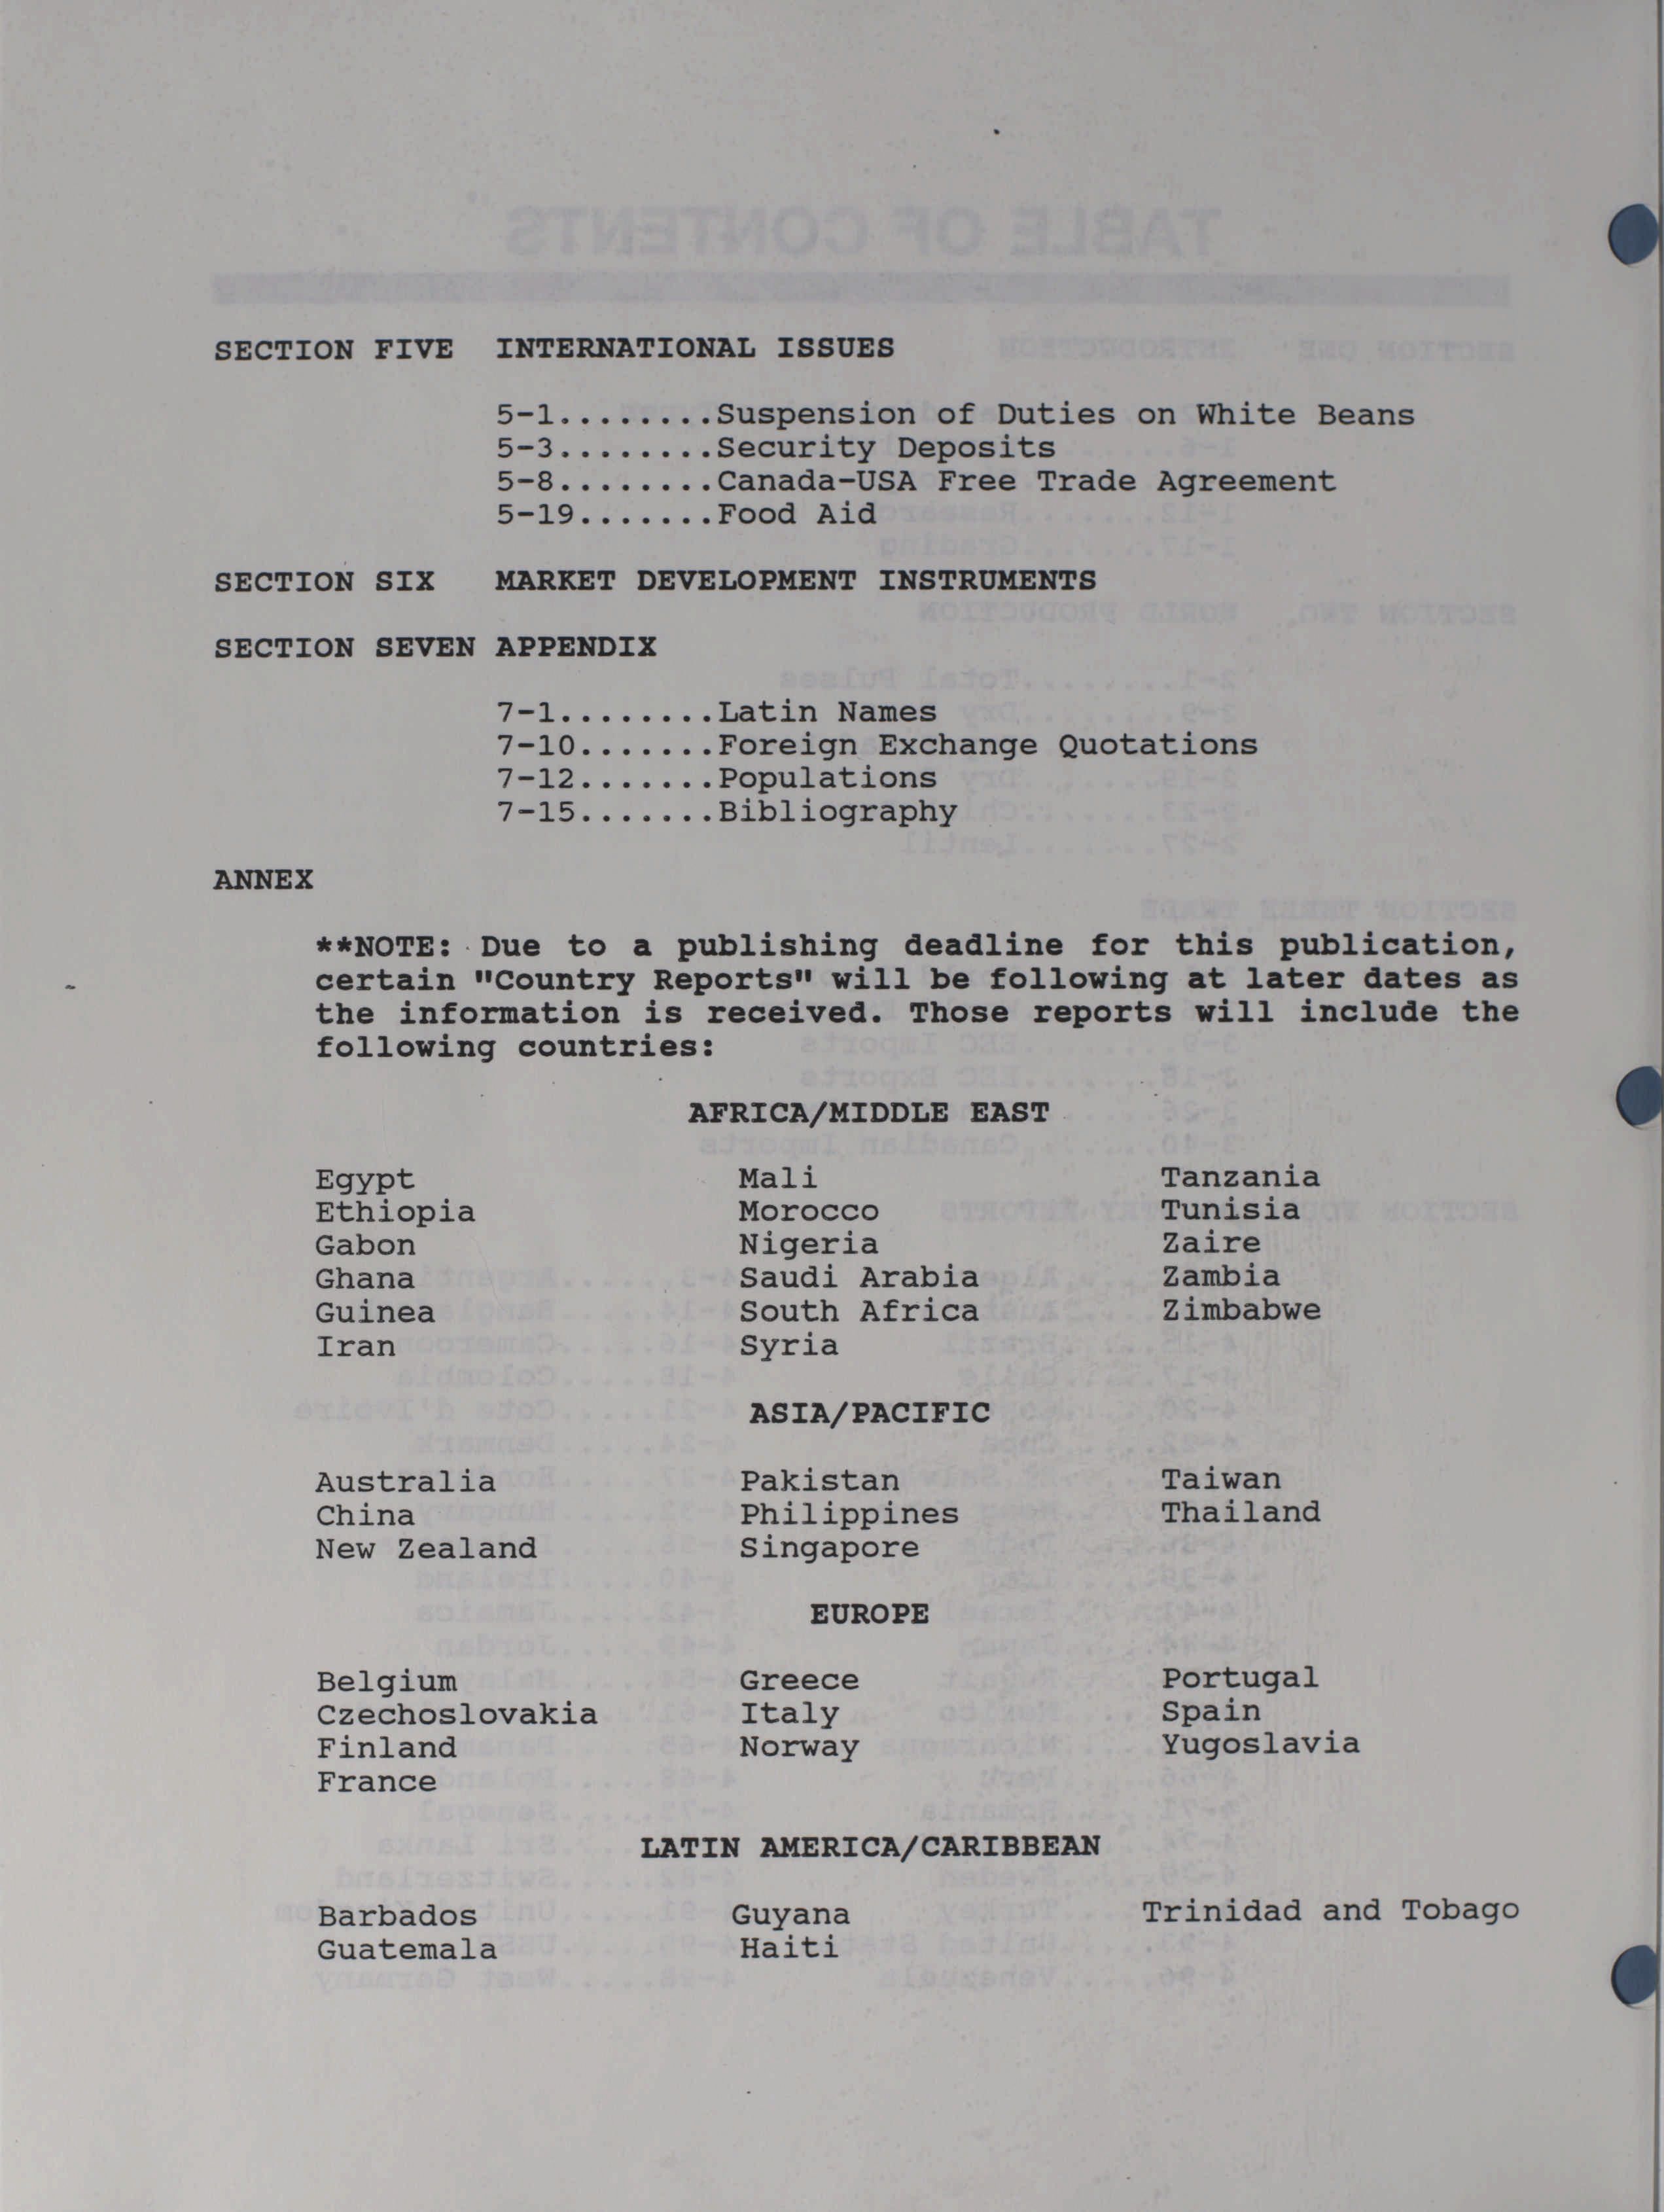 SECTION FIVE INTERNATIONAL ISSUES
5-1........Suspension of Duties on White Beans
5-3........Security Deposits
5-8........Canada-USA Free Trade Agreement
5-19.......Food Aid
SECTION SIX MARKET DEVELOPMENT INSTRUMENTS
SECTION SEVEN APPENDIX
7-1........Latin Names
7-10.......Foreign Exchange Quotations
7-12.......Populations
7-15.......Bibliography
ANNEX
**NOTE: Due to a publishing deadline for this publication,
certain "Country Reports" will be following at later dates as
the information is received. Those reports will include the
following countries:
AFRICA/MIDDLE EAST
Egypt Mali Tanzania
Ethiopia Morocco Tunisia
Gabon Nigeria Zaire
Ghana Saudi Arabia Zambia
Guinea South Africa Zimbabwe
Iran Syria
ASIA/PACIFIC
Australia Pakistan Taiwan
China Philippines Thailand
New Zealand Singapore
EUROPE
Belgium Greece Portugal
Czechoslovakia Italy Spain
Finland Norway Yugoslavia
France
LATIN AMERICA/CARIBBEAN
Barbados Guyana Trinidad and Tobago
Guatemala Haiti